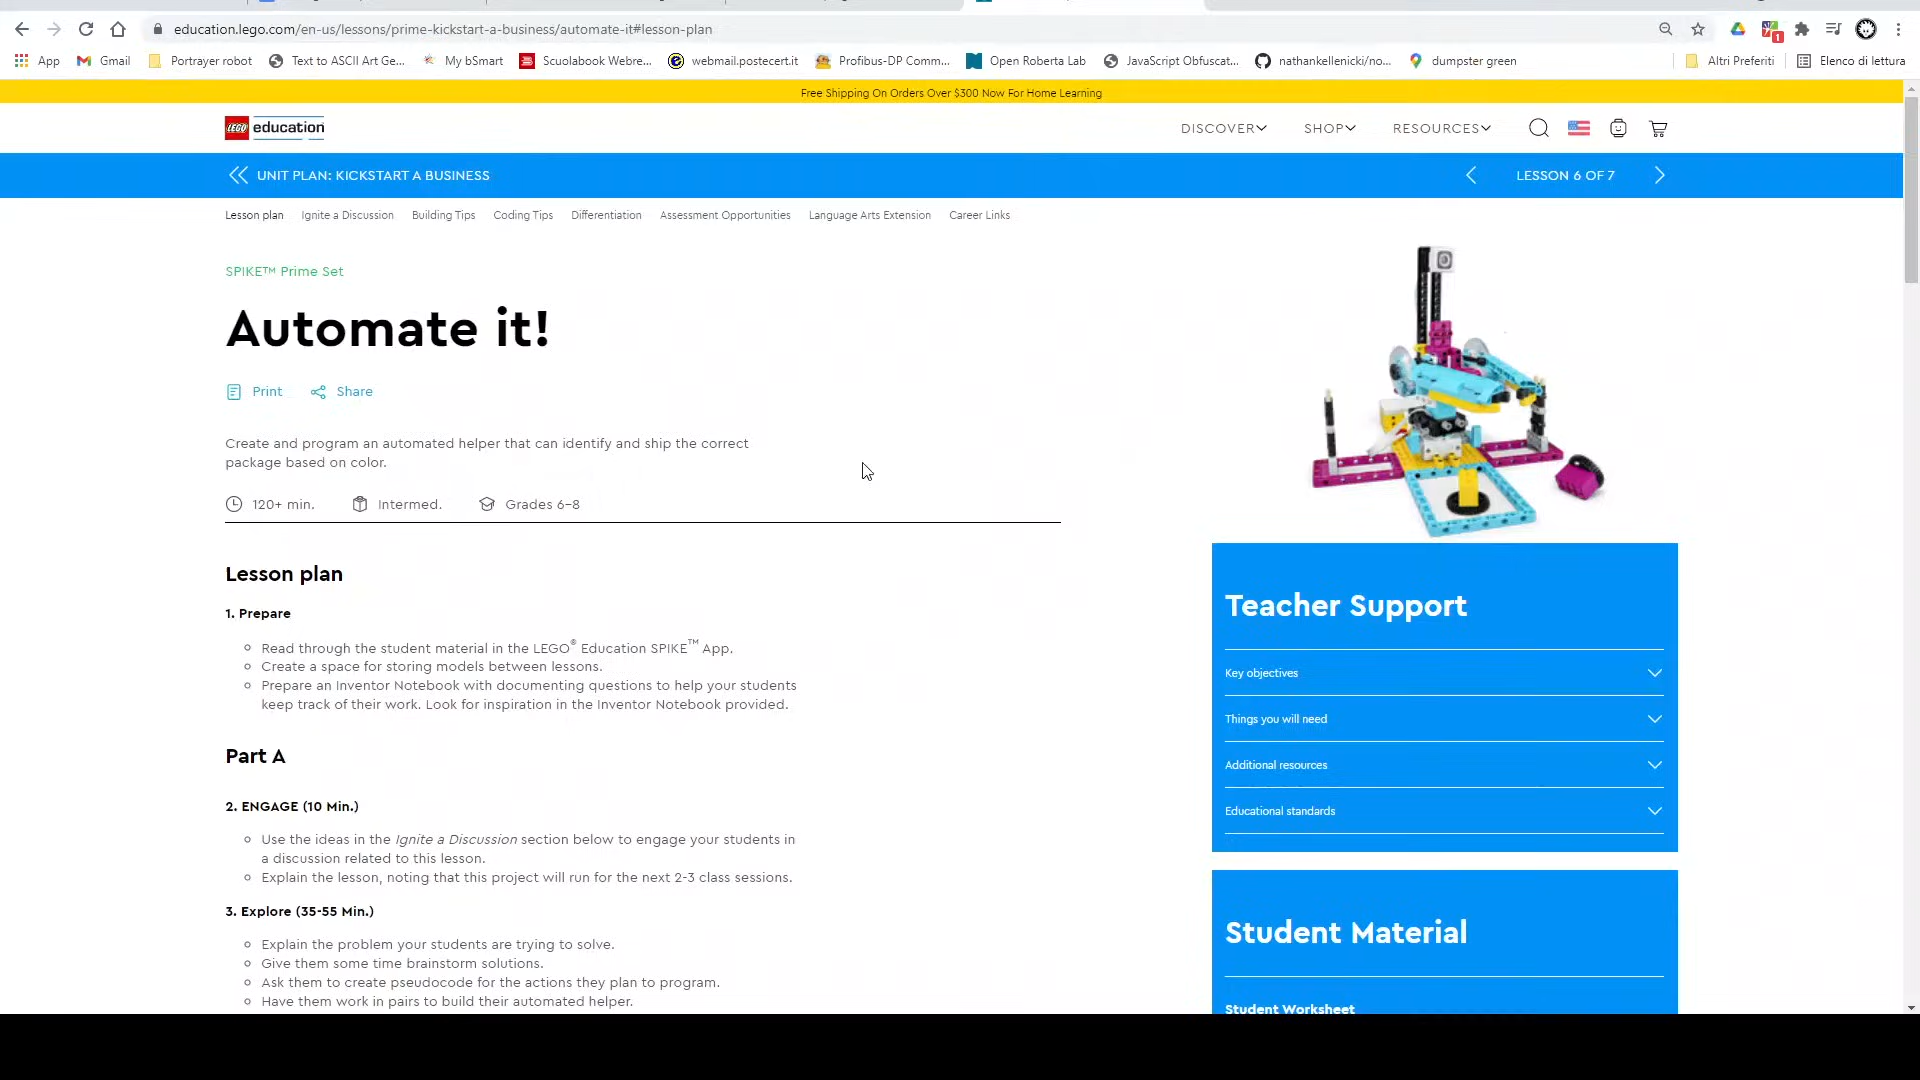 education.lego.com/en-us/lessons/prime-kickstart-a-business/automate-it#lesson-plan
1
App Gmail Portrayer robot Text to ASCII Art Ge... My bSmart Scuolabook Webre... webmail.postecert.it Profibus-DP Comm... Open Roberta Lab JavaScript Obfuscat... nathankellenicki/no... dumpster green Altri Preferiti Elenco di lettura
Free Shipping On Orders Over $300 Now For Home Learning
LEGO education DISCOVER SHOP RESOURCES
UNIT PLAN: KICKSTART A BUSINESS LESSON 6 OF 7
Lesson plan Ignite a Discussion Building Tips Coding Tips Differentiation Assessment Opportunities Language Arts Extension Career Links
SPIKE™ Prime Set
Automate it!
Print Share
Create and program an automated helper that can identify and ship the correct
package based on color.
120+ min. Intermed. Grades 6-8
Lesson plan
1. Prepare
Read through the student material in the LEGO® Education SPIKE™ App.
Create a space for storing models between lessons.
Prepare an Inventor Notebook with documenting questions to help your students
keep track of their work. Look for inspiration in the Inventor Notebook provided.
Part A
2. ENGAGE (10 Min.)
Use the ideas in the Ignite a Discussion section below to engage your students in
a discussion related to this lesson.
Explain the lesson, noting that this project will run for the next 2-3 class sessions.
3. Explore (35-55 Min.)
Explain the problem your students are trying to solve.
Give them some time brainstorm solutions.
Ask them to create pseudocode for the actions they plan to program.
Have them work in pairs to build their automated helper.
Teacher Support
Key objectives
Things you will need
Additional resources
Educational standards
Student Material
Student Worksheet